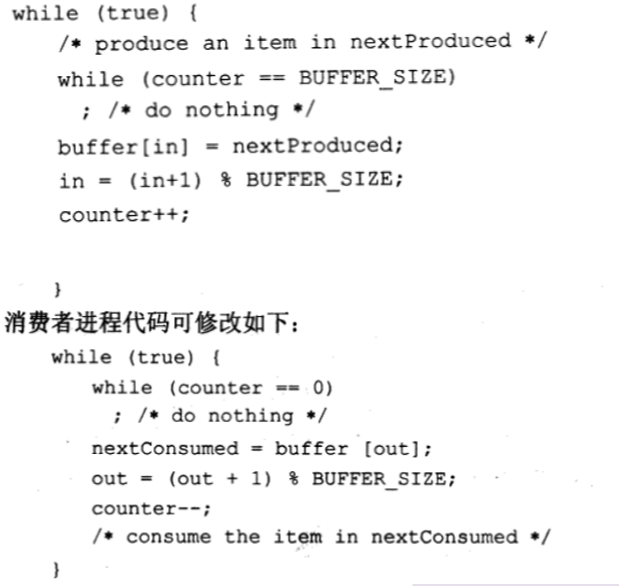 while (true) {
/* produce an item in nextProduced */
while (counter == BUFFER_SIZE)
; /* do nothing */
buffer[in] = nextProduced;
in = (in+1) % BUFFER_SIZE;
counter++;
}
消费者进程代码可修改如下：
while (true) {
while (counter == 0)
; /* do nothing */
nextConsumed = buffer [out];
out = (out + 1) % BUFFER_SIZE;
counter--;
/* consume the item in nextConsumed */
}